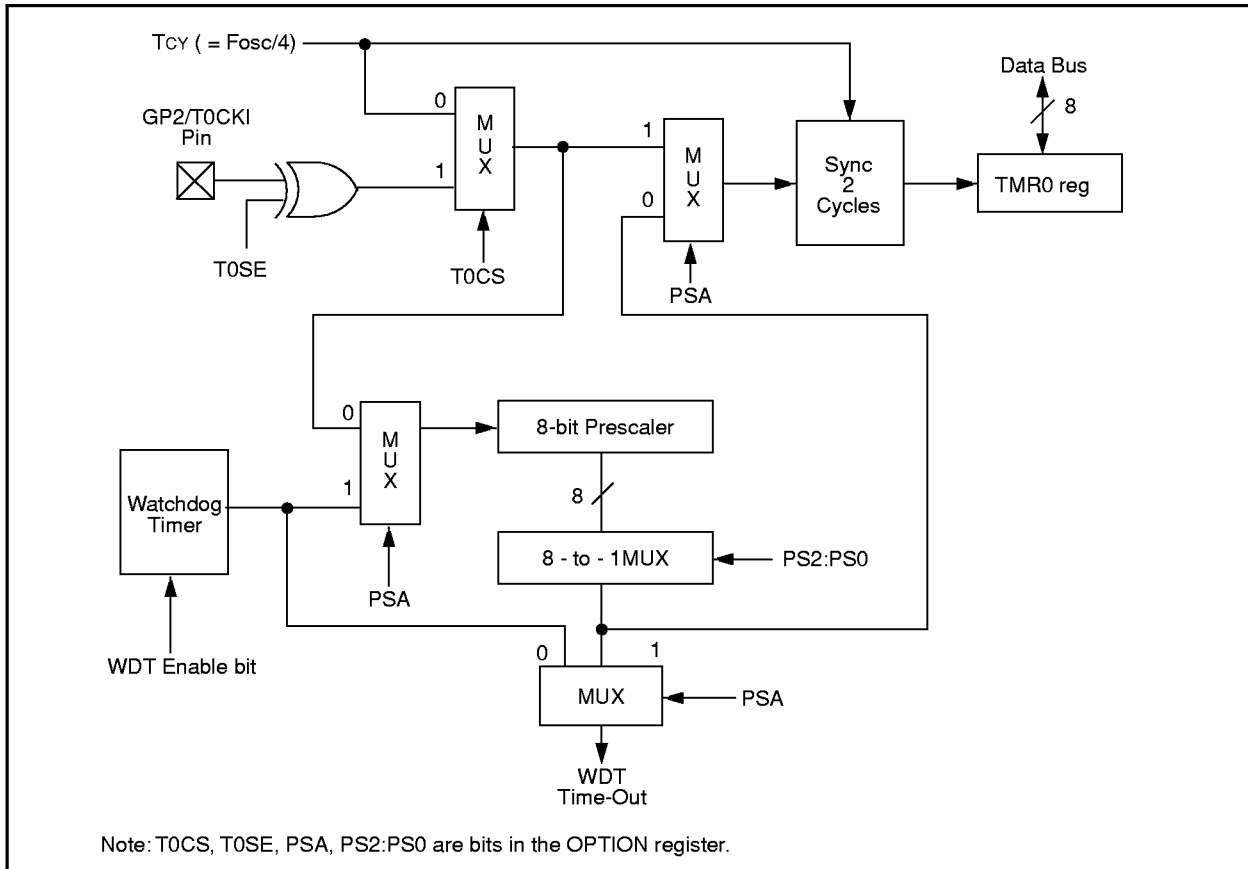 TCY ( = Fosc/4)
Data Bus
8
GP2/T0CKI
Pin
0
1
MUX
T0SE
T0CS
1
0
MUX
PSA
Sync
2
Cycles
TMR0 reg
0
1
MUX
PSA
Watchdog
Timer
WDT Enable bit
8-bit Prescaler
8
8 - to - 1MUX
PS2:PS0
0
1
MUX
PSA
WDT
Time-Out
Note: T0CS, T0SE, PSA, PS2:PS0 are bits in the OPTION register.